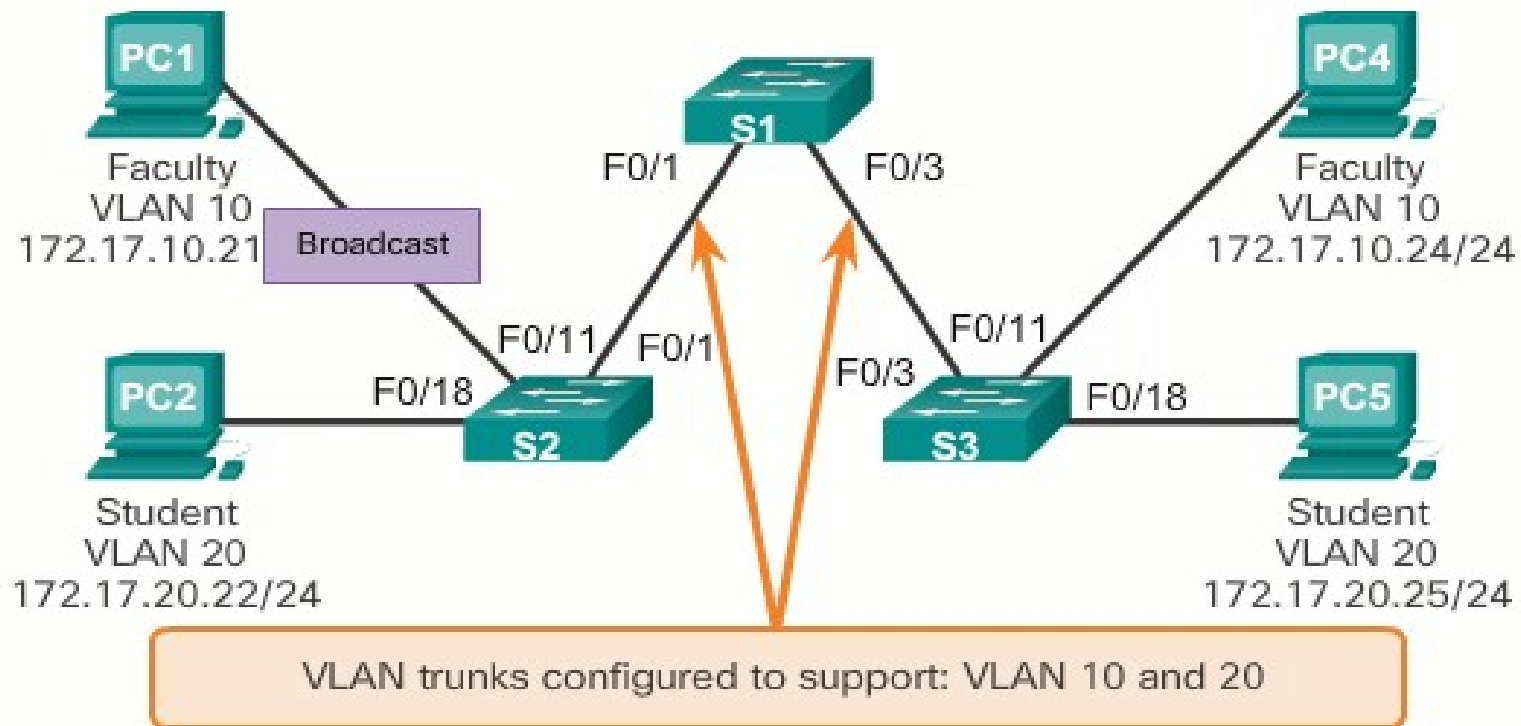 PC1
Faculty
VLAN 10
172.17.10.21
Broadcast
F0/11
F0/1
F0/18
PC2
Student
VLAN 20
172.17.20.22/24
S2
S1
F0/1
F0/3
F0/3
F0/11
F0/18
S3
PC4
Faculty
VLAN 10
172.17.10.24/24
PC5
Student
VLAN 20
172.17.20.25/24
VLAN trunks configured to support: VLAN 10 and 20